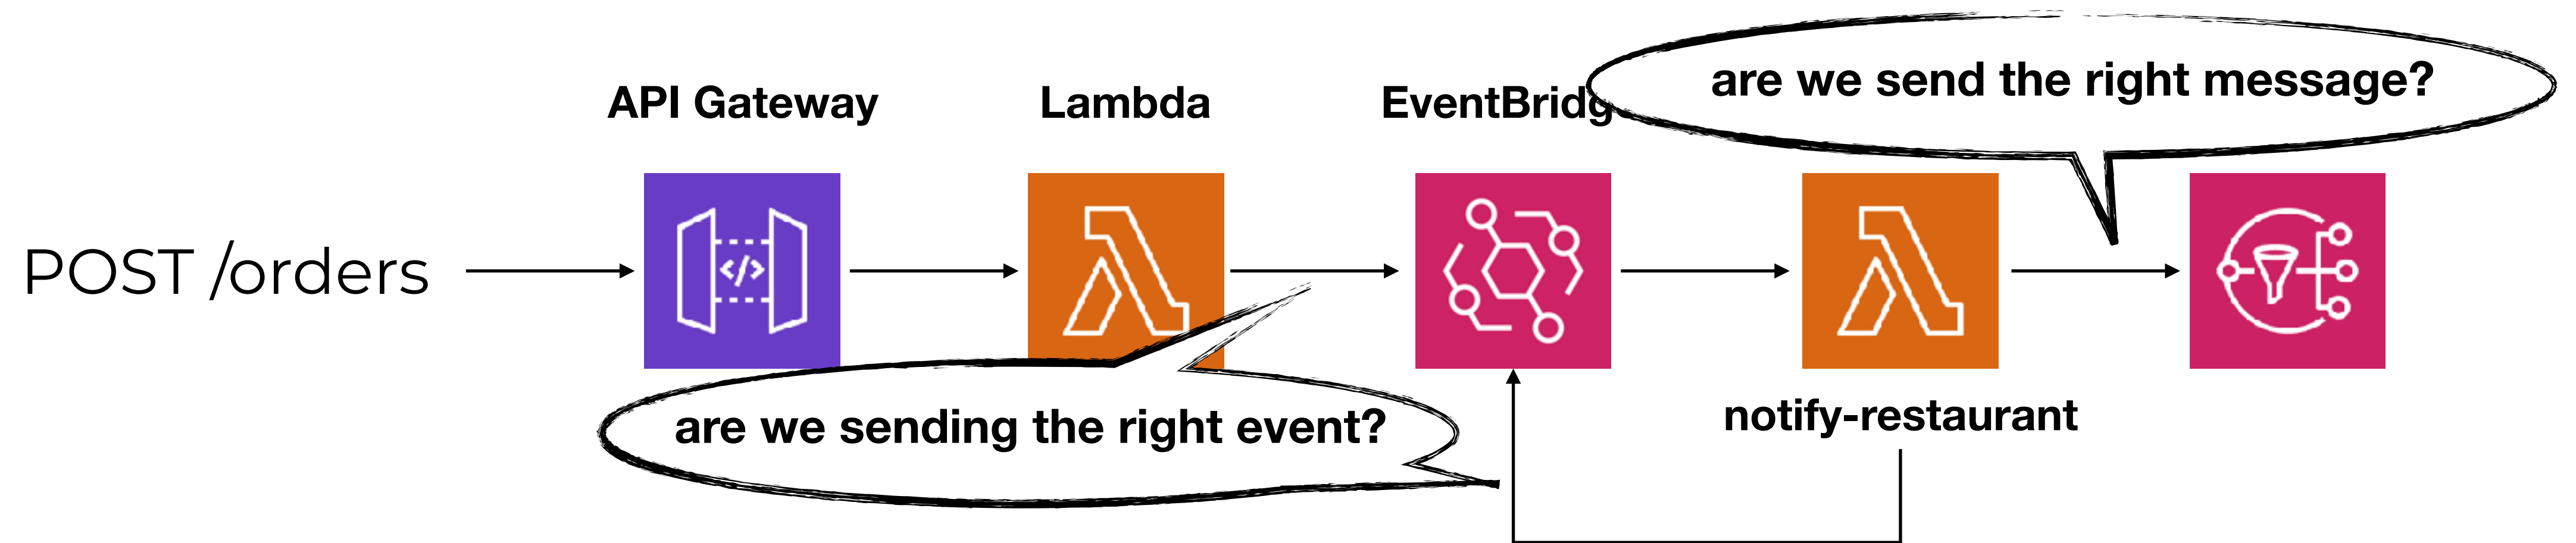 are we send the right message?
API Gateway
Lambda
EventBridg
POST /orders
</>
are we sending the right event?
notify-restaurant